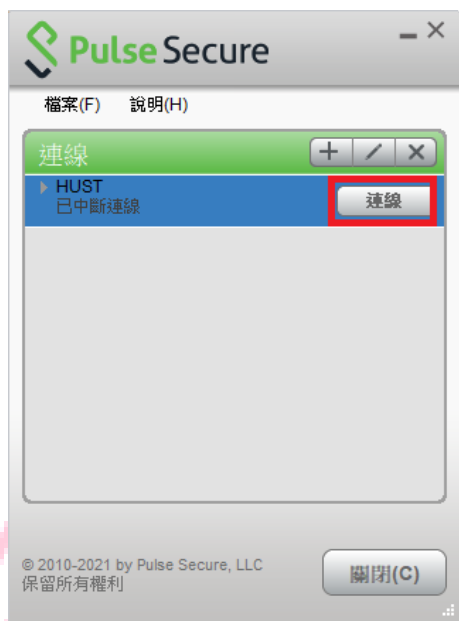 Pulse Secure
檔案(F) 說明(H)
連線
HUST
已中斷連線
連線
© 2010-2021 by Pulse Secure, LLC
保留所有權利
關閉(C)